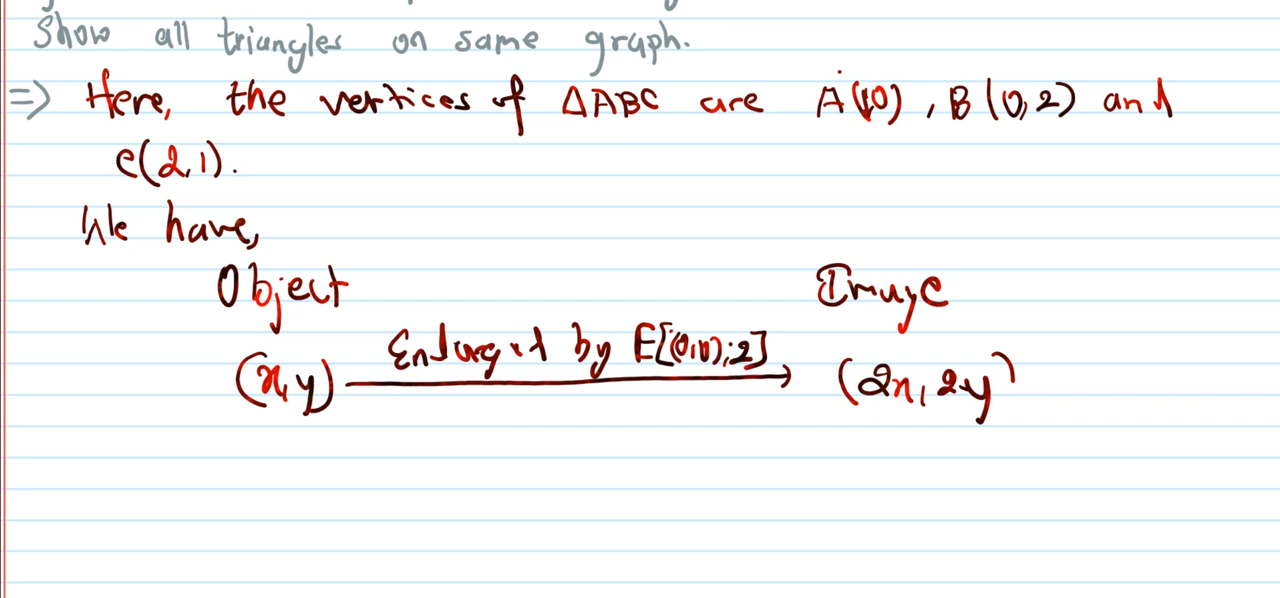 Show all triangles on same graph.
=> Here, the vertices of ΔABC are A(1,0), B(0,2) and
C(2,1).
We have,
Object Image
Enlarged by E[(0,0);2]
(x,y) (2x, 2y)